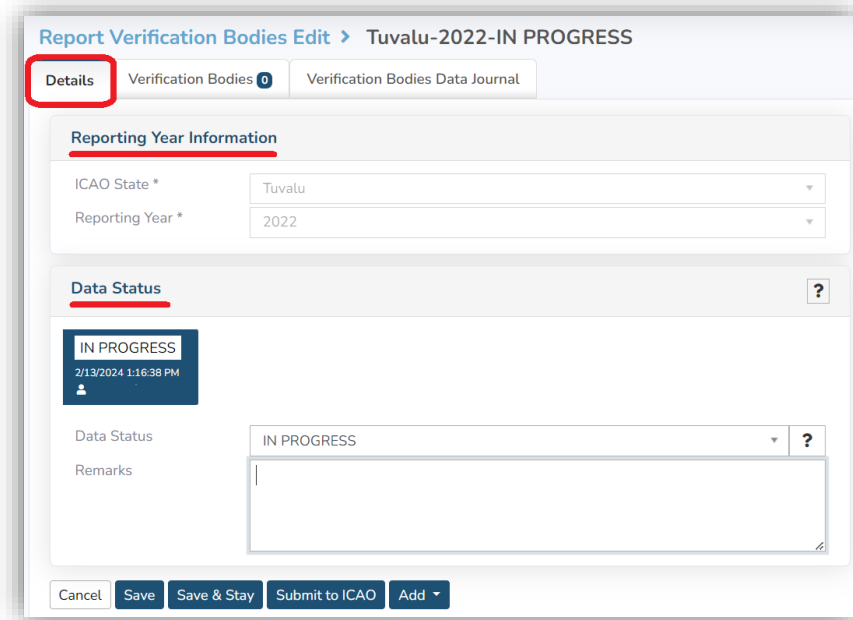 Report Verification Bodies Edit > Tuvalu-2022-IN PROGRESS
Details Verification Bodies 0 Verification Bodies Data Journal
Reporting Year Information
ICAO State * Tuvalu
Reporting Year * 2022
Data Status ?
IN PROGRESS
2/13/2024 1:16:38 PM
Data Status IN PROGRESS ?
Remarks
Cancel Save Save & Stay Submit to ICAO Add